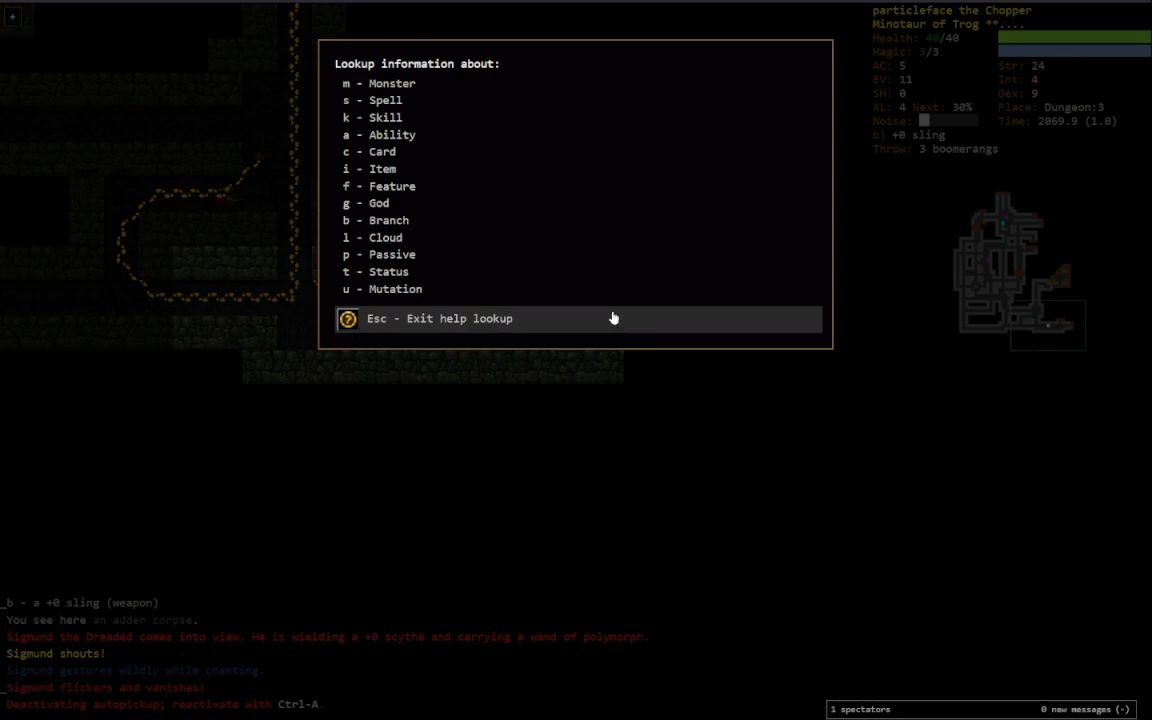 +
particleface the Chopper
Minotaur of Trog **....
Health: 40/40
Magic: 3/3
AC: 5 Str: 24
EV: 11 Int: 4
SH: 0 Dex: 9
XL: 4 Next: 30% Place: Dungeon:3
Noise: Time: 2069.9 (1.0)
b) +0 sling
Throw: 3 boomerangs
Lookup information about:
m - Monster
s - Spell
k - Skill
a - Ability
c - Card
i - Item
f - Feature
g - God
b - Branch
l - Cloud
p - Passive
t - Status
u - Mutation
? Esc - Exit help lookup
_b - a +0 sling (weapon)
You see here an adder corpse.
Sigmund the Dreaded comes into view. He is wielding a +0 scythe and carrying a wand of polymorph.
Sigmund shouts!
Sigmund gestures wildly while chanting.
_Sigmund flickers and vanishes!
Deactivating autopickup; reactivate with Ctrl-A.
1 spectators 0 new messages (-)